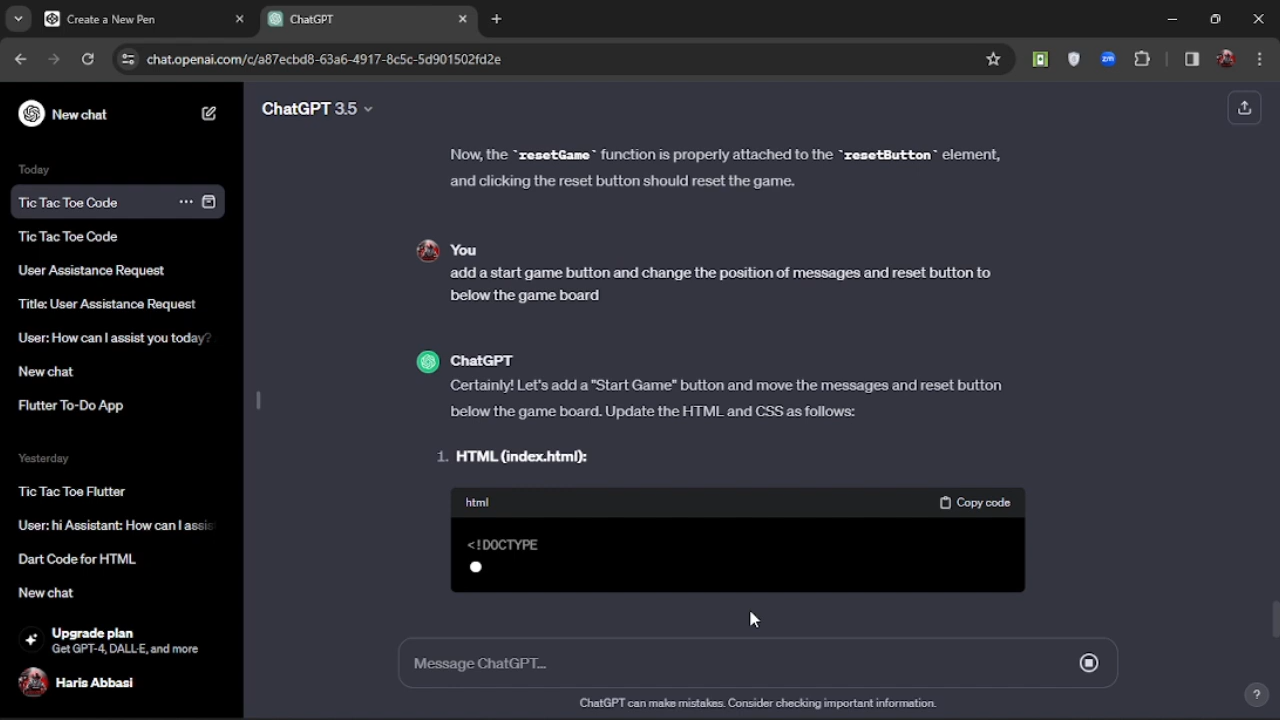 Create a New Pen
ChatGPT
chat.openai.com/c/a87ecbd8-63a6-4917-8c5c-5d901502fd2e
zm
New chat
Today
Tic Tac Toe Code
Tic Tac Toe Code
User Assistance Request
Title: User Assistance Request
User: How can I assist you today?
New chat
Flutter To-Do App
Yesterday
Tic Tac Toe Flutter
User: hi Assistant: How can I assis
Dart Code for HTML
New chat
Upgrade plan
Get GPT-4, DALL·E, and more
Haris Abbasi
ChatGPT 3.5
Now, the `resetGame` function is properly attached to the `resetButton` element,
and clicking the reset button should reset the game.
You
add a start game button and change the position of messages and reset button to
below the game board
ChatGPT
Certainly! Let's add a "Start Game" button and move the messages and reset button
below the game board. Update the HTML and CSS as follows:
1. HTML (index.html):
html
Copy code
<!DOCTYPE
Message ChatGPT...
ChatGPT can make mistakes. Consider checking important information.
?